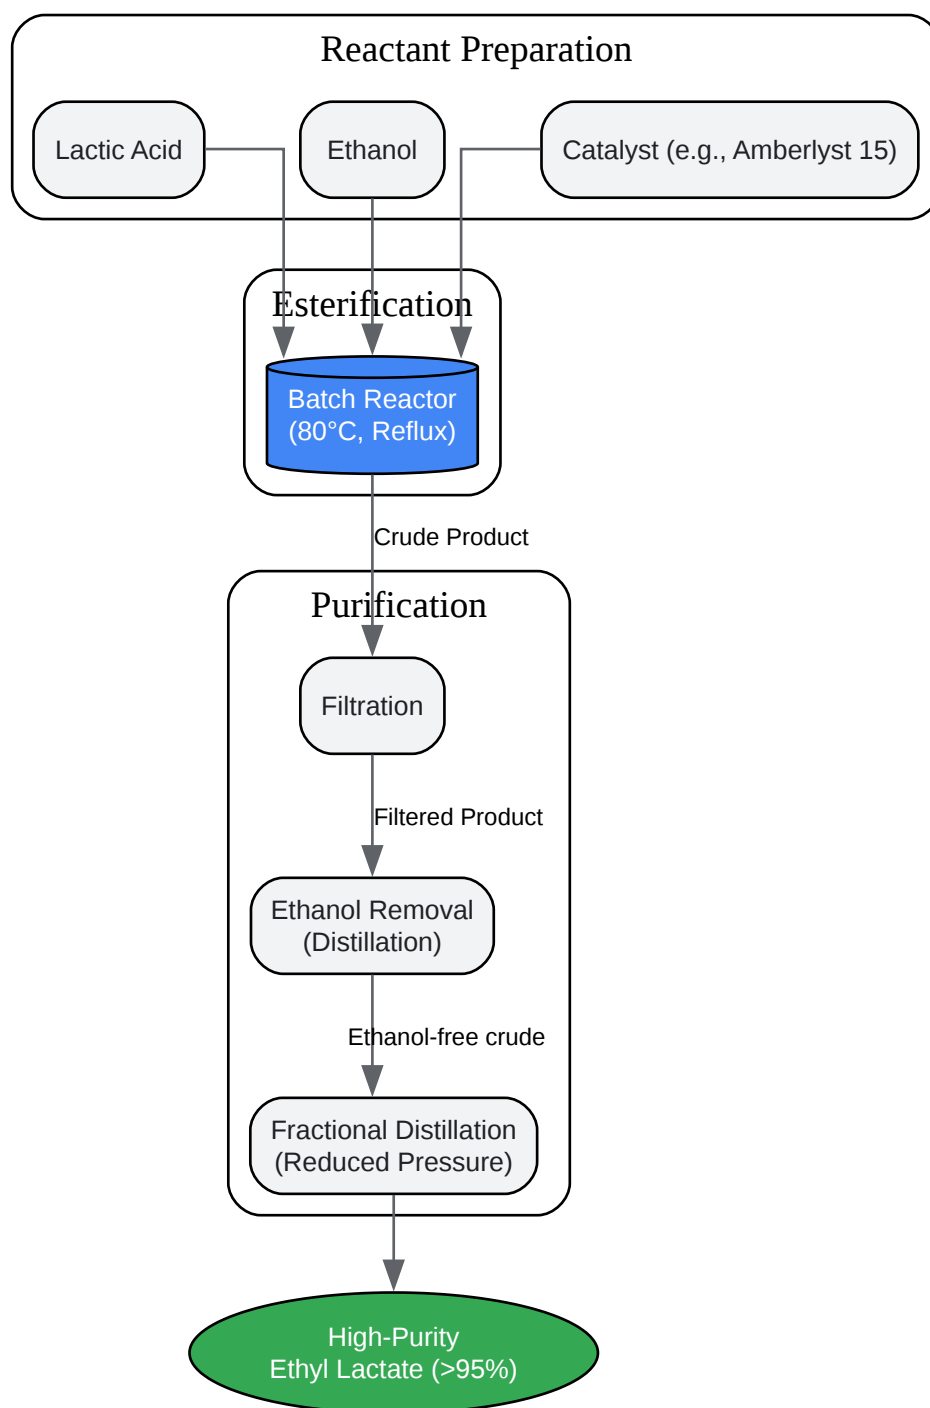 Reactant Preparation
Lactic Acid
Ethanol
Catalyst (e.g., Amberlyst 15)
Esterification
Batch Reactor
(80°C, Reflux)
Crude Product
Purification
Filtration
Filtered Product
Ethanol Removal
(Distillation)
Ethanol-free crude
Fractional Distillation
(Reduced Pressure)
High-Purity
Ethyl Lactate (>95%)